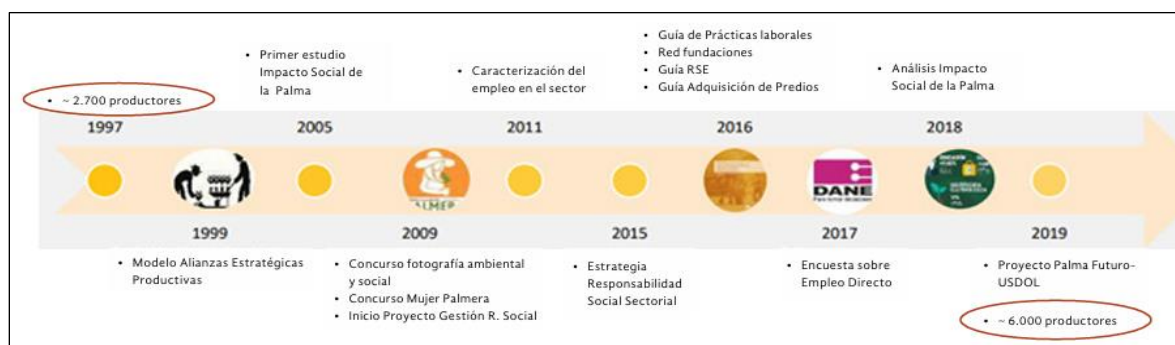 • Guía de Prácticas laborales
• Red fundaciones
• Guía RSE
• Guía Adquisición de Predios
• Primer estudio
Impacto Social de
la Palma
• Caracterización del
empleo en el sector
• Análisis Impacto
Social de la Palma
• ~ 2.700 productores
1997
2005
2011
2016
2018
DANE
1999
2009
2015
2017
2019
• Modelo Alianzas Estratégicas
Productivas
• Concurso fotografía ambiental
y social
• Concurso Mujer Palmera
• Inicio Proyecto Gestión R. Social
• Estrategia
Responsabilidad
Social Sectorial
• Encuesta sobre
Empleo Directo
• Proyecto Palma Futuro-
USDOL
• ~ 6.000 productores